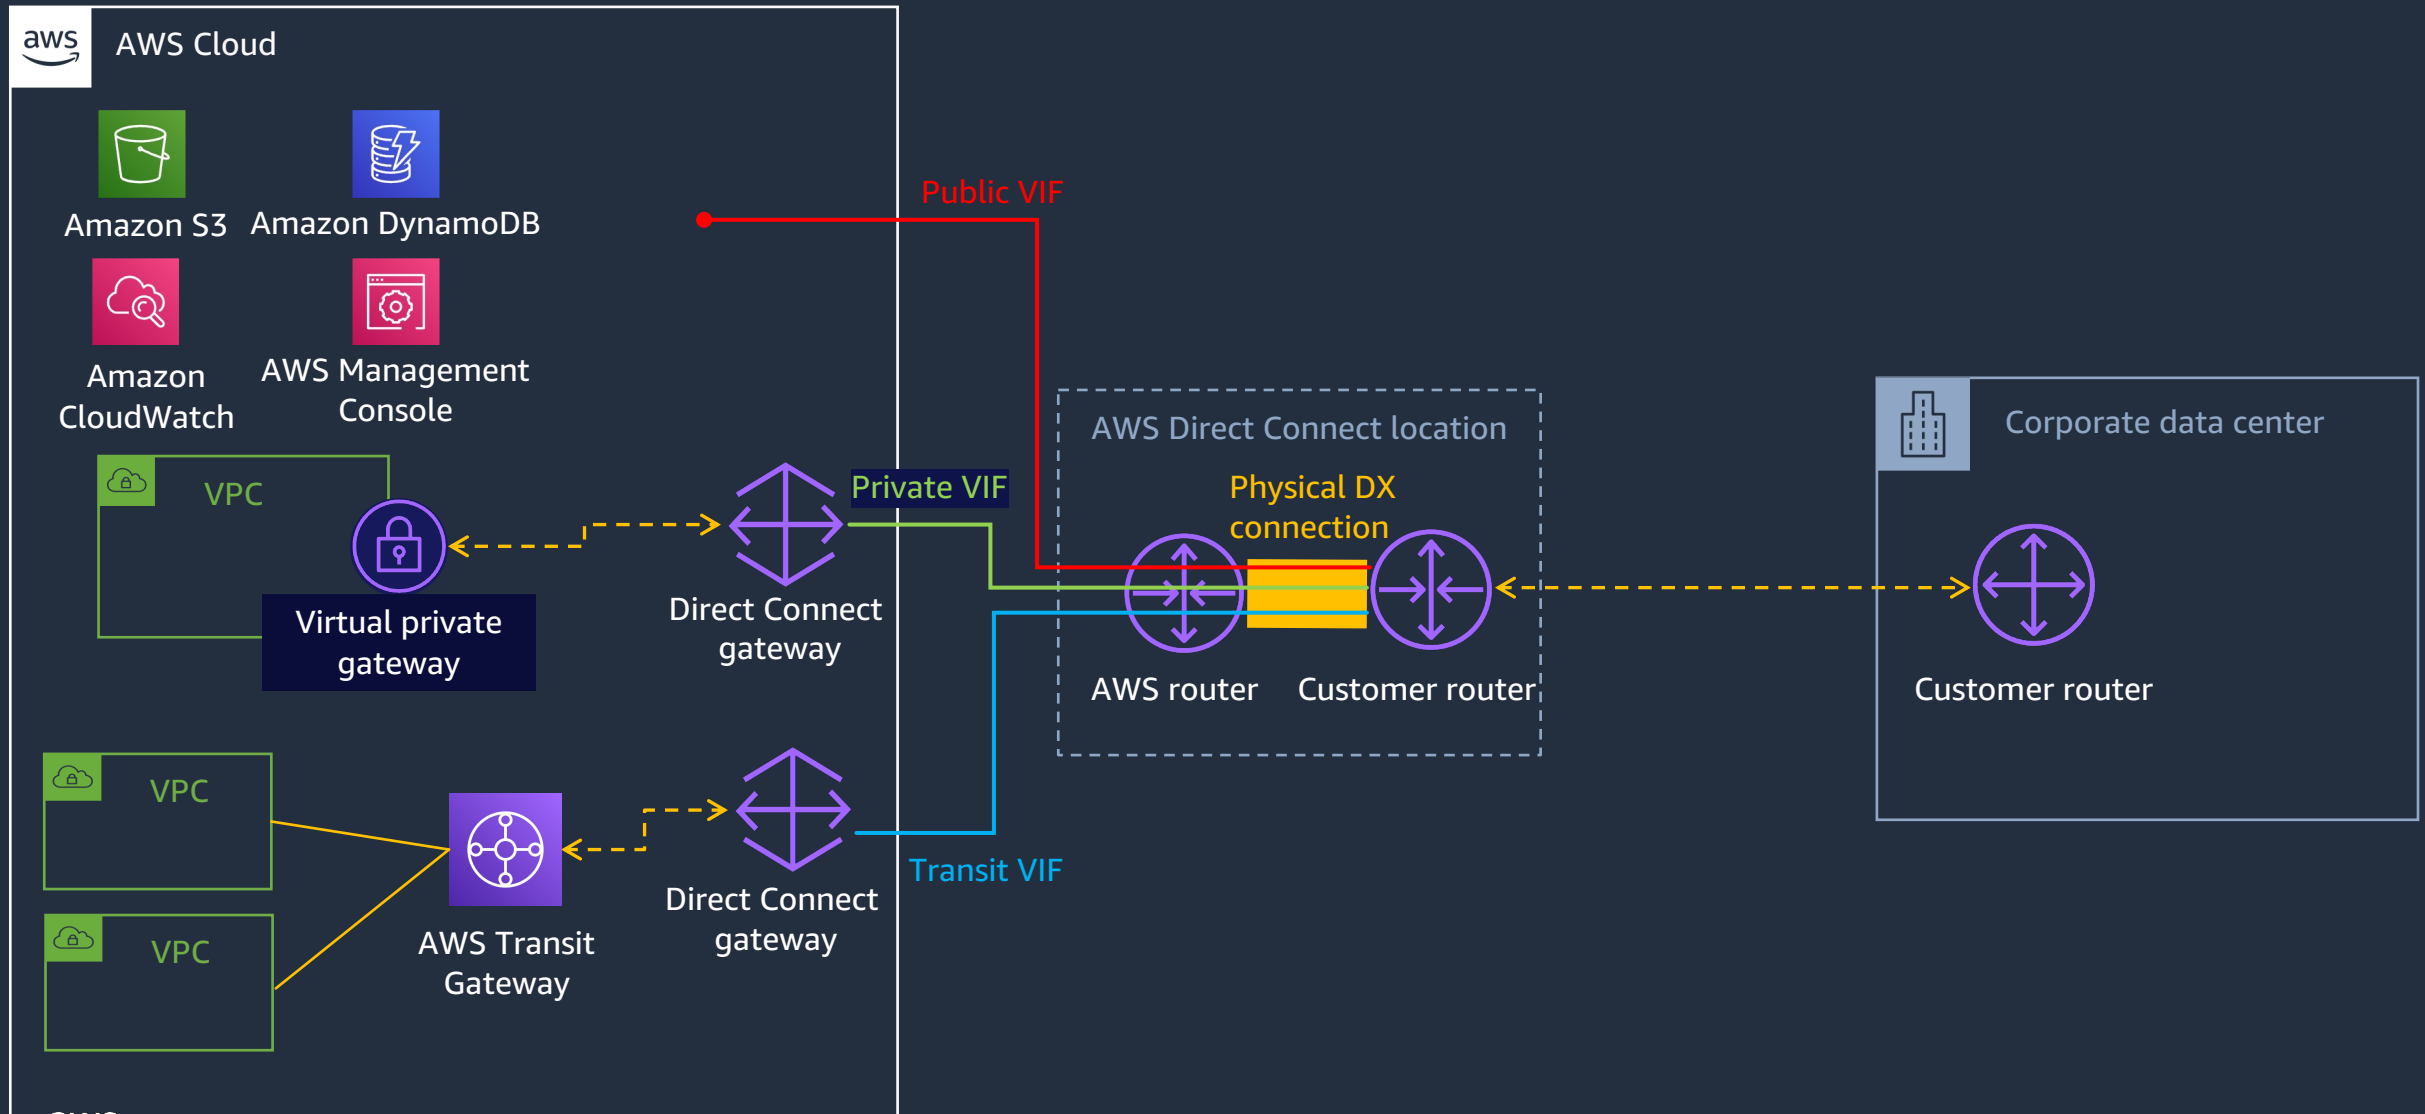 aws
AWS Cloud
Amazon S3
Amazon DynamoDB
Amazon
CloudWatch
AWS Management
Console
Public VIF
VPC
Virtual private
gateway
Direct Connect
gateway
Private VIF
AWS Direct Connect location
Physical DX
connection
AWS router
Customer router
Corporate data center
Customer router
VPC
VPC
AWS Transit
Gateway
Direct Connect
gateway
Transit VIF